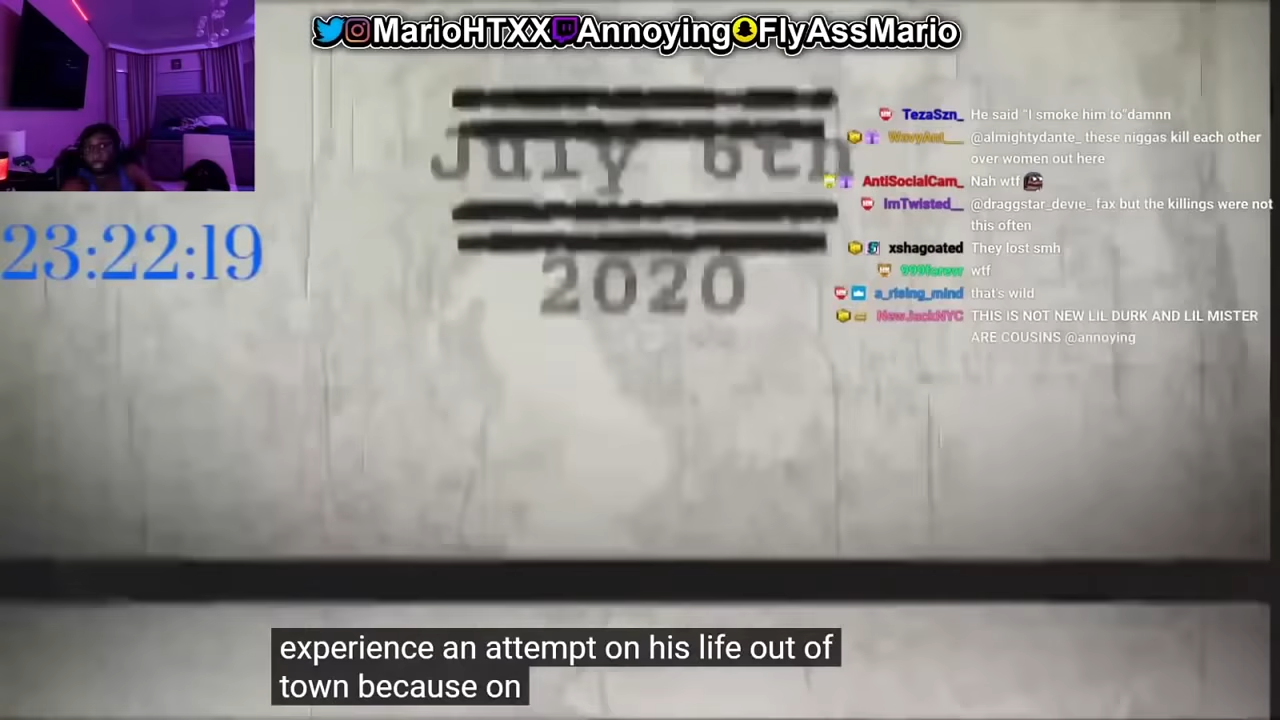 MarioHTXX Annoying FlyAssMario
July 6th
2020
TezaSzn_ He said "I smoke him to"damnn
WavyAnt__ @almightydante_ these niggas kill each other
over women out here
AntiSocialCam_ Nah wtf
ImTwisted__ @draggstar_devie_ fax but the killings were not
this often
xshagoated They lost smh
wtf
a_rising_mind that's wild
NewJackNYC THIS IS NOT NEW LIL DURK AND LIL MISTER
ARE COUSINS @annoying
23:22:19
experience an attempt on his life out of
town because on